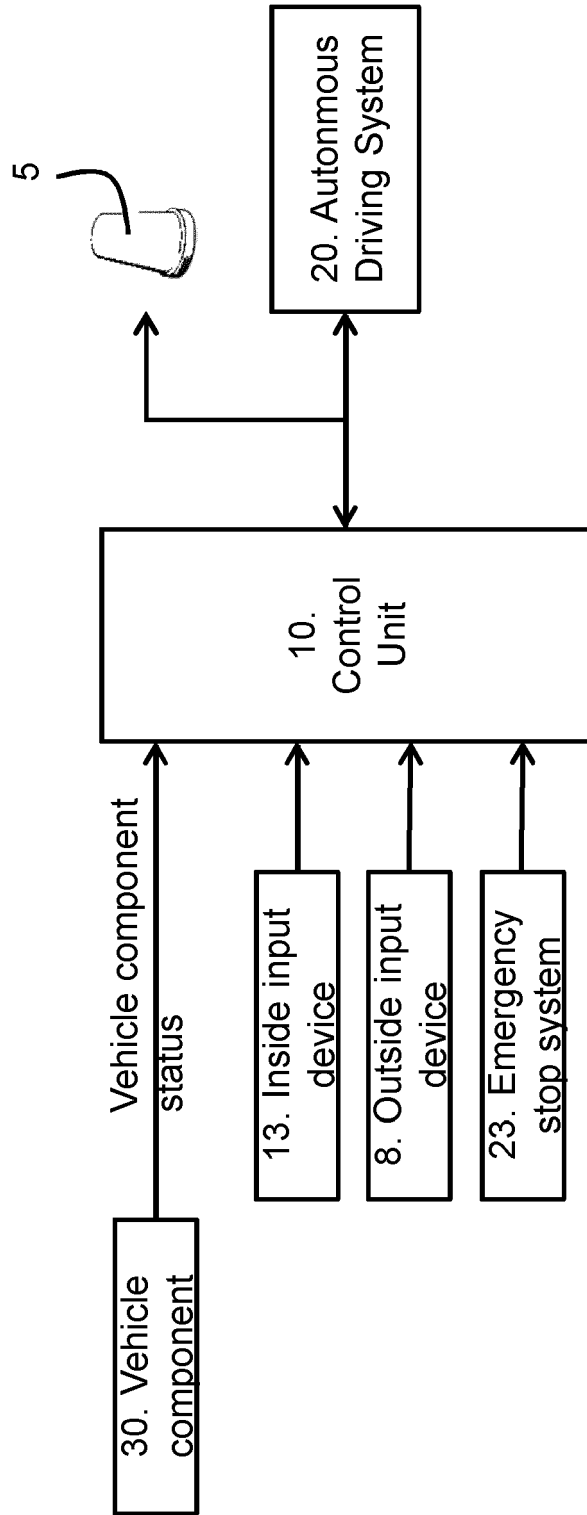 30. Vehicle
component
Vehicle component
status
13. Inside input
device
8. Outside input
device
23. Emergency
stop system
10.
Control
Unit
5
20. Autonmous
Driving System